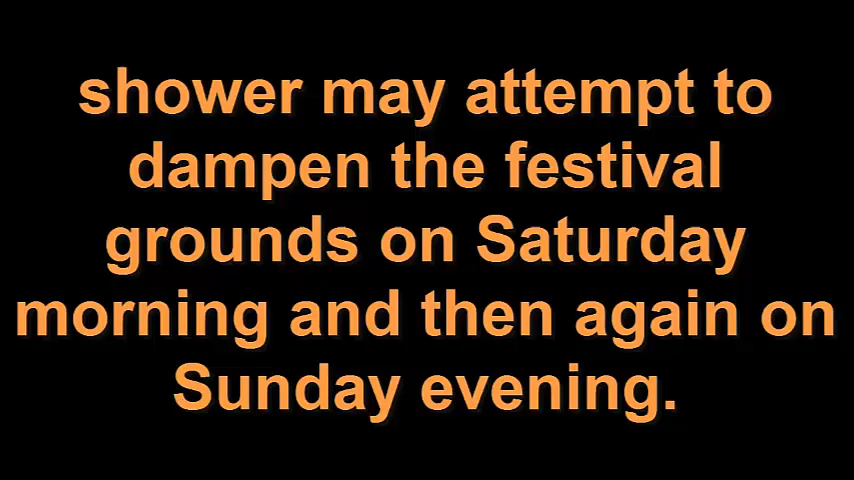 shower may attempt to
dampen the festival
grounds on Saturday
morning and then again on
Sunday evening.